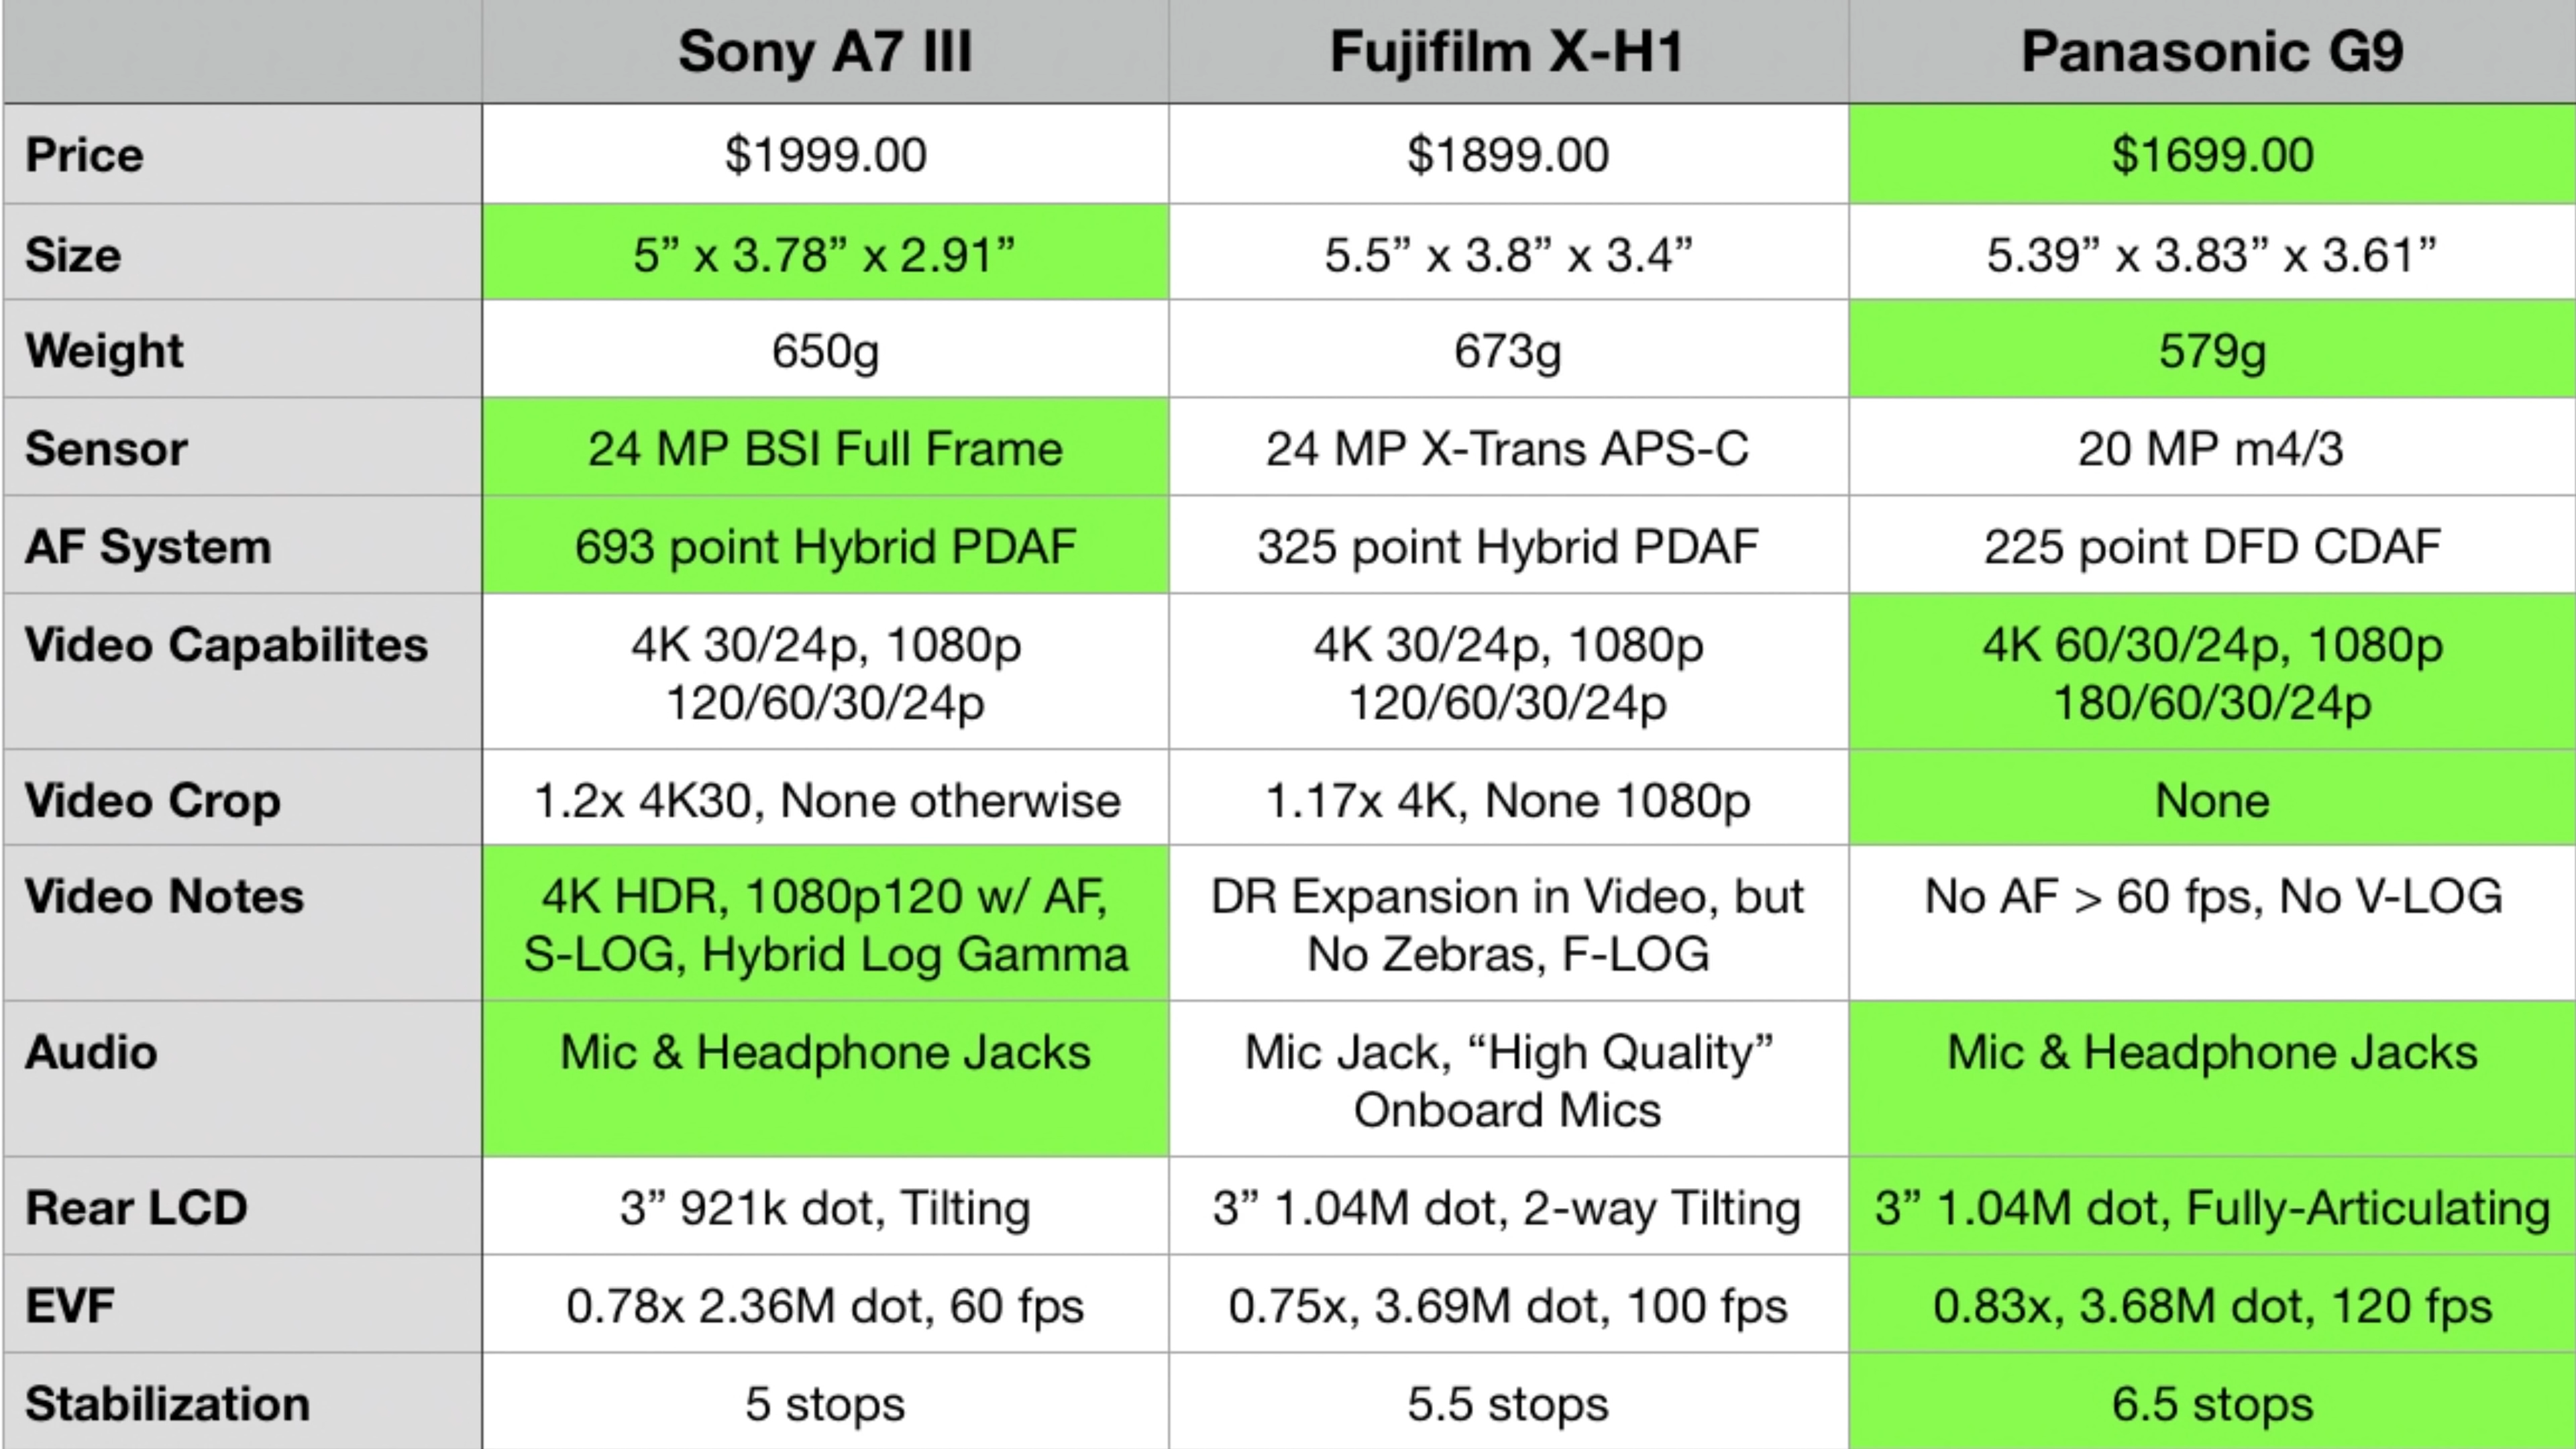 Sony A7 III Fujifilm X-H1 Panasonic G9
Price $1999.00 $1899.00 $1699.00
Size 5” x 3.78” x 2.91” 5.5” x 3.8” x 3.4” 5.39” x 3.83” x 3.61”
Weight 650g 673g 579g
Sensor 24 MP BSI Full Frame 24 MP X-Trans APS-C 20 MP m4/3
AF System 693 point Hybrid PDAF 325 point Hybrid PDAF 225 point DFD CDAF
Video Capabilites 4K 30/24p, 1080p 4K 30/24p, 1080p 4K 60/30/24p, 1080p
120/60/30/24p 120/60/30/24p 180/60/30/24p
Video Crop 1.2x 4K30, None otherwise 1.17x 4K, None 1080p None
Video Notes 4K HDR, 1080p120 w/ AF, DR Expansion in Video, but No AF > 60 fps, No V-LOG
S-LOG, Hybrid Log Gamma No Zebras, F-LOG
Audio Mic & Headphone Jacks Mic Jack, “High Quality” Mic & Headphone Jacks
Onboard Mics
Rear LCD 3” 921k dot, Tilting 3” 1.04M dot, 2-way Tilting 3” 1.04M dot, Fully-Articulating
EVF 0.78x 2.36M dot, 60 fps 0.75x, 3.69M dot, 100 fps 0.83x, 3.68M dot, 120 fps
Stabilization 5 stops 5.5 stops 6.5 stops